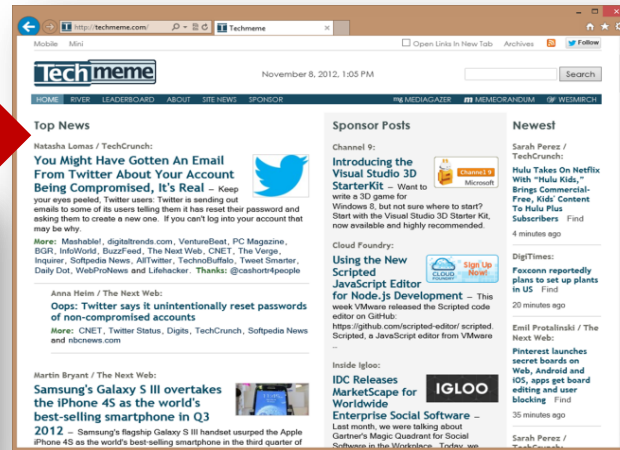 http://techmeme.com/
Techmeme
Mobile Mini
Open Links In New Tab Archives Follow
Techmeme
November 8, 2012, 1:05 PM
Search
HOME RIVER LEADERBOARD ABOUT SITE NEWS SPONSOR
mg MEDIAGAZER m MEMEORANDUM WESMIRCH
Top News
Natasha Lomas / TechCrunch:
You Might Have Gotten An Email
From Twitter About Your Account
Being Compromised, It's Real – Keep
your eyes peeled, Twitter users: Twitter is sending out
emails to some of its users telling them it has reset their password and
asking them to create a new one. If you can't log into your account that
may be why.
More: Mashable!, digitaltrends.com, VentureBeat, PC Magazine,
BGR, InfoWorld, BuzzFeed, The Next Web, CNET, The Verge,
Inquirer, Softpedia News, AllTwitter, TechnoBuffalo, Tweet Smarter,
Daily Dot, WebProNews and Lifehacker. Thanks: @cashortr4people
Anna Heim / The Next Web:
Oops: Twitter says it unintentionally reset passwords
of non-compromised accounts
More: CNET, Twitter Status, Digits, TechCrunch, Softpedia News
and nbcnews.com
Martin Bryant / The Next Web:
Samsung's Galaxy S III overtakes
the iPhone 4S as the world's
best-selling smartphone in Q3
2012 – Samsung's flagship Galaxy S III handset usurped the Apple
iPhone 4S as the world's best-selling smartphone in the third quarter of
Sponsor Posts
Channel 9:
Introducing the
Visual Studio 3D
StarterKit – Want to
write a 3D game for
Windows 8, but not sure where to start?
Start with the Visual Studio 3D Starter Kit,
now available and highly recommended.
Channel 9
Microsoft
Cloud Foundry:
Using the New
Scripted
JavaScript Editor
for Node.js Development – This
week VMware released the Scripted code
editor on GitHub:
https://github.com/scripted-editor/ scripted.
Scripted, a JavaScript editor from VMware
...
CLOUD
FOUNDRY
Sign Up
Now!
Inside Igloo:
IDC Releases
MarketScape for
Worldwide
Enterprise Social Software –
Last month, we were talking about
Gartner's Magic Quadrant for Social
Software in the Workplace. Today, we
IGLOO
Newest
Sarah Perez /
TechCrunch:
Hulu Takes On Netflix
With "Hulu Kids,"
Brings Commercial-
Free, Kids' Content
To Hulu Plus
Subscribers Find
4 minutes ago
DigiTimes:
Foxconn reportedly
plans to set up plants
in US Find
20 minutes ago
Emil Protalinski / The
Next Web:
Pinterest launches
secret boards on
Web, Android and
iOS, apps get board
editing and user
blocking Find
35 minutes ago
Sarah Perez /
TechCrunch: